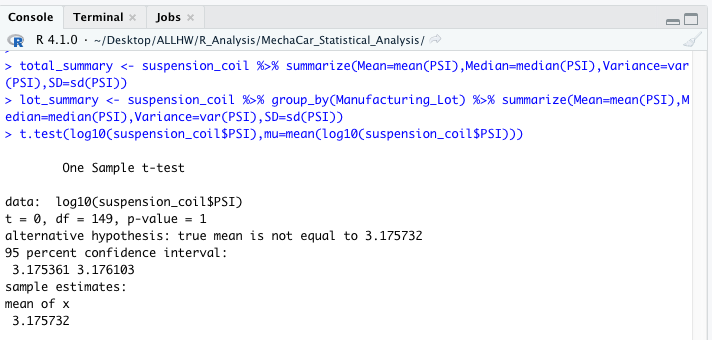 Console Terminal × Jobs ×
R 4.1.0 · ~/Desktop/ALLHW/R_Analysis/MechaCar_Statistical_Analysis/
>
> total_summary <- suspension_coil %>% summarize(Mean=mean(PSI),Median=median(PSI),Variance=var
(PSI),SD=sd(PSI))
> lot_summary <- suspension_coil %>% group_by(Manufacturing_Lot) %>% summarize(Mean=mean(PSI),M
edian=median(PSI),Variance=var(PSI),SD=sd(PSI))
> t.test(log10(suspension_coil$PSI),mu=mean(log10(suspension_coil$PSI)))
One Sample t-test
data:  log10(suspension_coil$PSI)
t = 0, df = 149, p-value = 1
alternative hypothesis: true mean is not equal to 3.175732
95 percent confidence interval:
3.175361 3.176103
sample estimates:
mean of x
3.175732